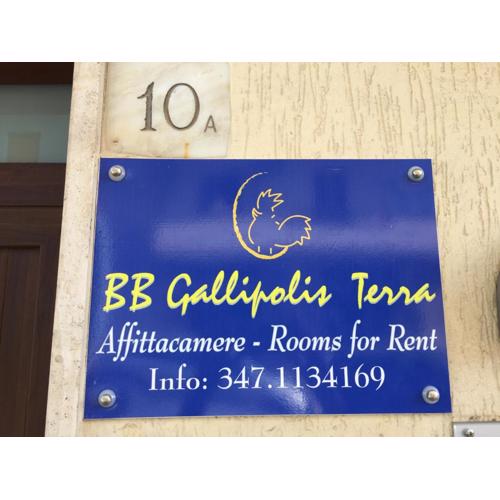 10A
BB Gallipolis Terra
Affittacamere - Rooms for Rent
Info: 347.1134169